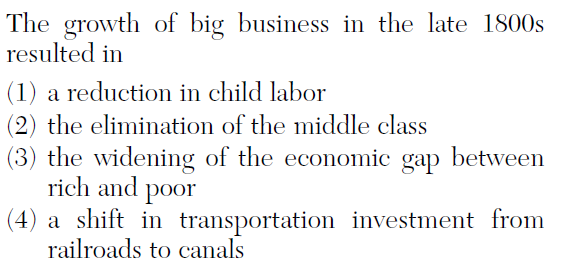 The growth of big business in the late 1800s
resulted in
(1) a reduction in child labor
(2) the elimination of the middle class
(3) the widening of the economic gap between
rich and poor
(4) a shift in transportation investment from
railroads to canals